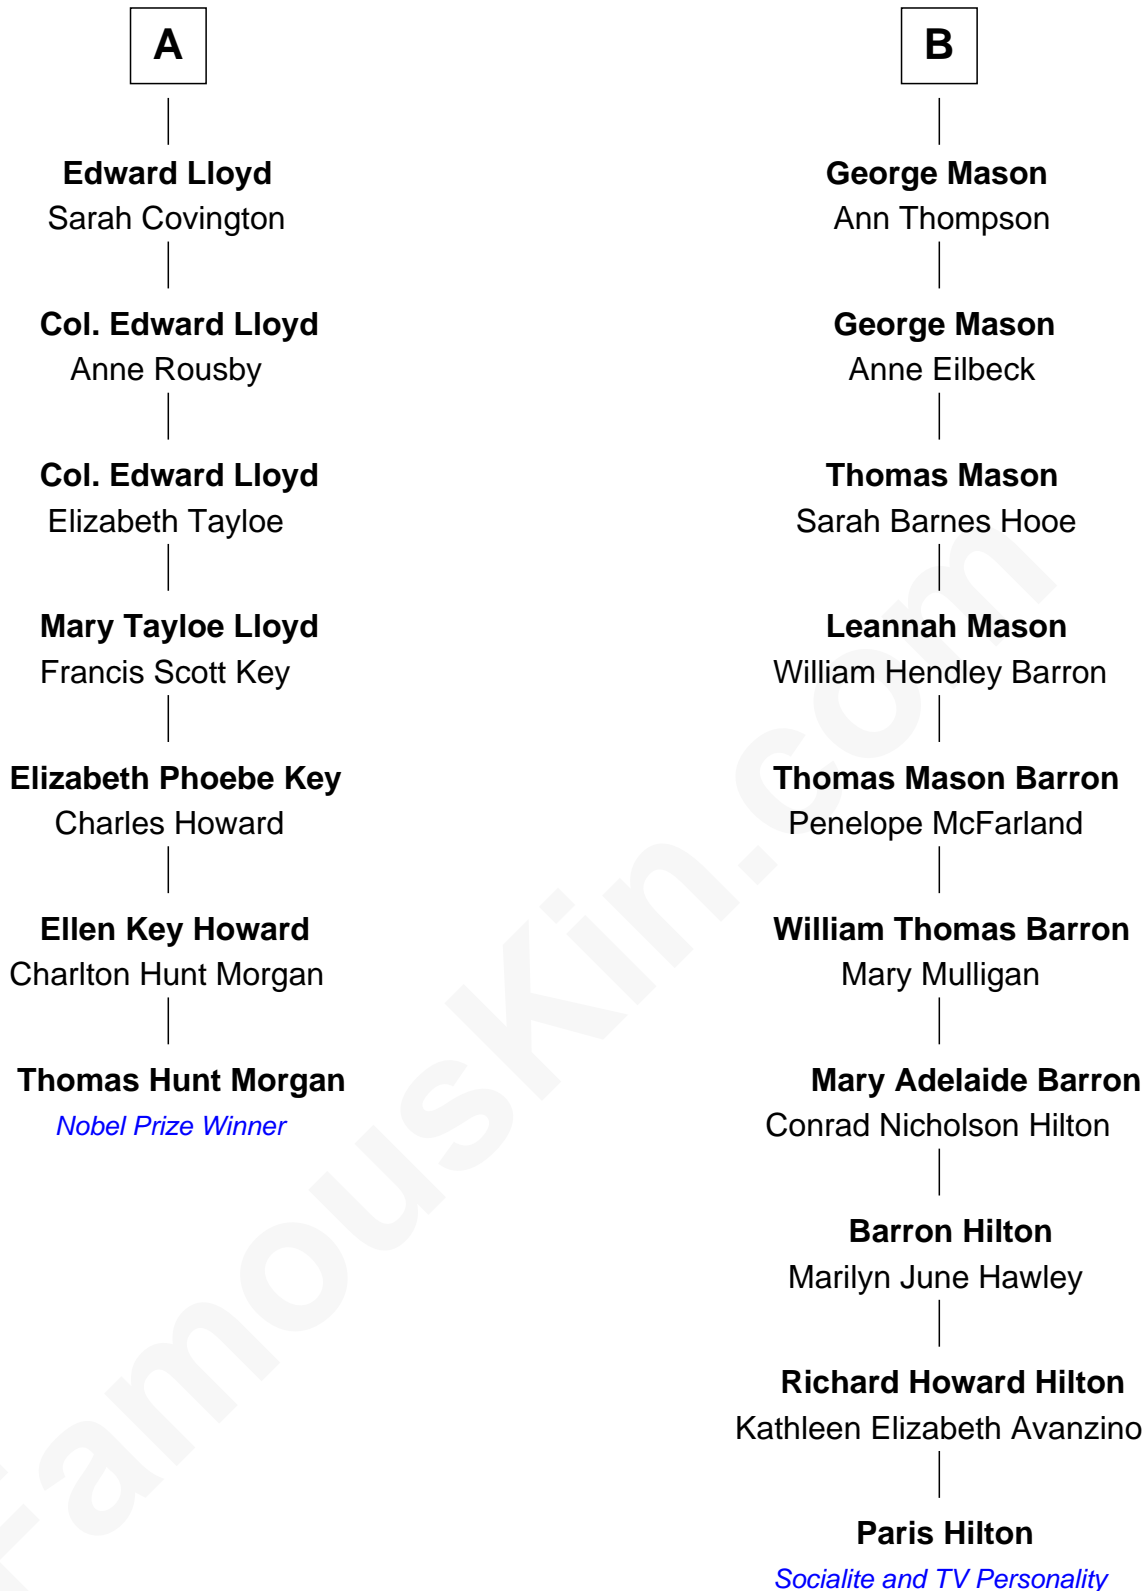 A
Edward Lloyd
Sarah Covington
Col. Edward Lloyd
Anne Rousby
Col. Edward Lloyd
Elizabeth Tayloe
Mary Tayloe Lloyd
Francis Scott Key
Elizabeth Phoebe Key
Charles Howard
Ellen Key Howard
Charlton Hunt Morgan
Thomas Hunt Morgan
Nobel Prize Winner
B
George Mason
Ann Thompson
George Mason
Anne Eilbeck
Thomas Mason
Sarah Barnes Hooe
Leannah Mason
William Hendley Barron
Thomas Mason Barron
Penelope McFarland
William Thomas Barron
Mary Mulligan
Mary Adelaide Barron
Conrad Nicholson Hilton
Barron Hilton
Marilyn June Hawley
Richard Howard Hilton
Kathleen Elizabeth Avanzino
Paris Hilton
Socialite and TV Personality
FamousKin.com